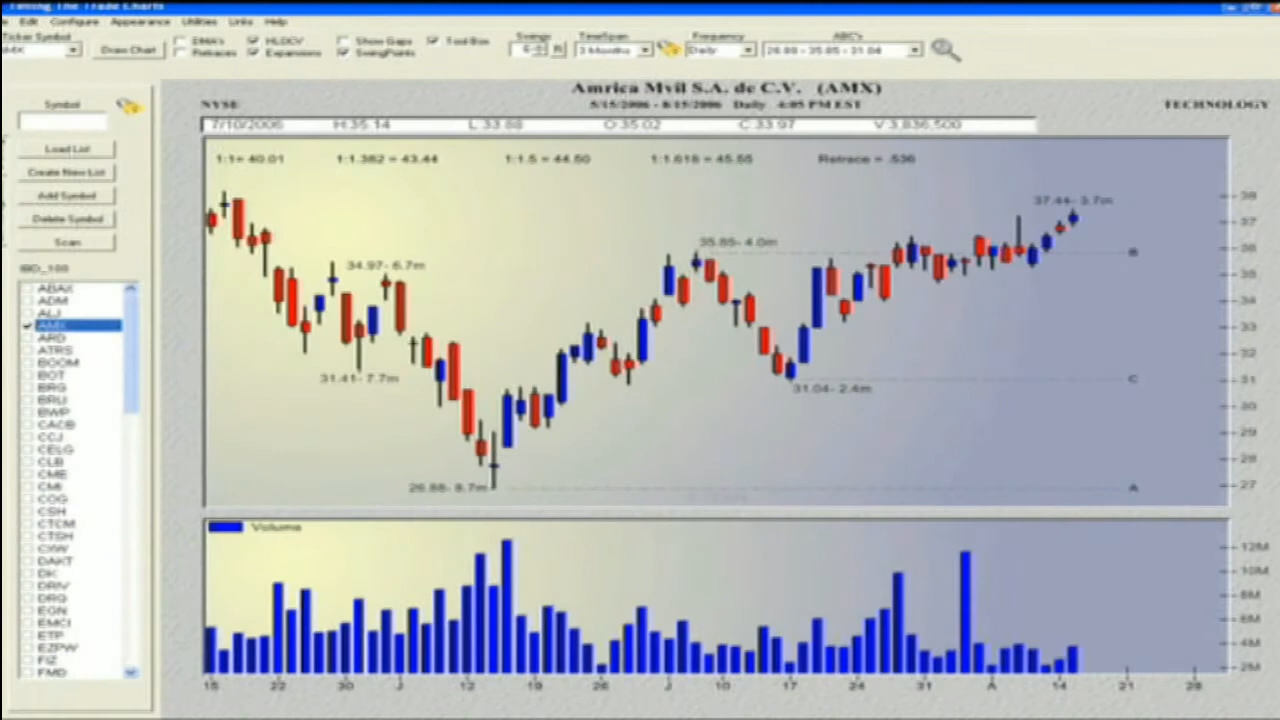 Timing The Trade Charts
Edit Configure Appearance Utilities Links Help
Ticker Symbol
AMX
Draw Chart
DMA's
Retraces
HLOCV
Expansions
Show Gaps
SwingPoints
Tool Box
Swings
6
R
TimeSpan
3 Months
Frequency
Daily
ABC's
26.88 - 35.85 - 31.04
Amrica Mvil S.A. de C.V. (AMX)
NYSE
5/15/2006 - 8/15/2006 Daily 4:05 PM EST
TECHNOLOGY
7/10/2006 H:35.14 L:33.88 O:35.02 C:33.97 V:3,836,500
1:1= 40.01 1:1.382 = 43.44 1:1.5 = 44.50 1:1.618 = 45.55 Retrace = .536
Symbol
Load List
Create New List
Add Symbol
Delete Symbol
Scan
IBD_100
ABAX
ADM
ALJ
AMX
ARD
ATRS
BOOM
BOT
BRG
BRLI
BWP
CACB
CCJ
CELG
CLB
CME
CMI
COG
CSH
CTCM
CTSH
CXW
DAKT
DK
DRIV
DRQ
EGN
EMCI
ETP
EZPW
FIZ
FMD
37.44- 3.7m
35.85- 4.0m
34.97- 6.7m
31.41- 7.7m
31.04- 2.4m
26.88- 8.7m
B
C
A
38
37
36
35
34
33
32
31
30
29
28
27
Volume
12M
10M
8M
6M
4M
2M
15 22 30 J 12 19 26 J 10 17 24 31 A 14 21 28